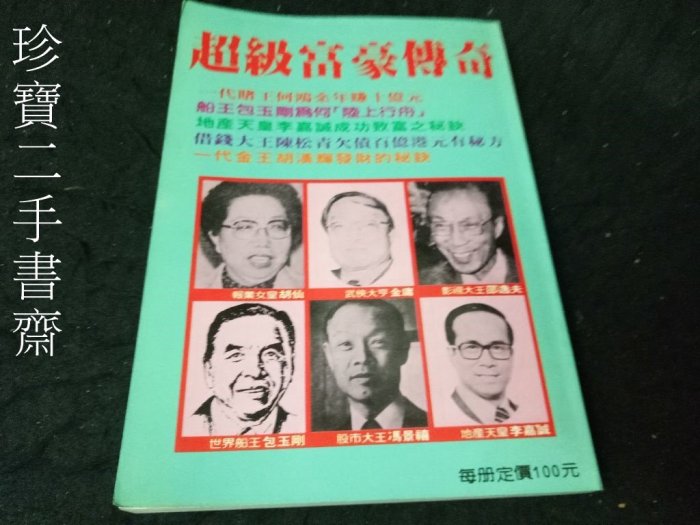 珍寶二手書齋
超級富豪傳奇
一代賭王何鴻全年賺十億元
船王包玉剛爲何「陸上行舟」
地產天皇李嘉誠成功致富之秘訣
借錢大王陳松青欠債百億港元有秘方
一代金王胡漢輝發財的秘訣
報業女皇胡仙
武俠大亨金庸
影視大王邵逸夫
世界船王包玉剛
股市大王馮景禧
地產天皇李嘉誠
每册定價100元